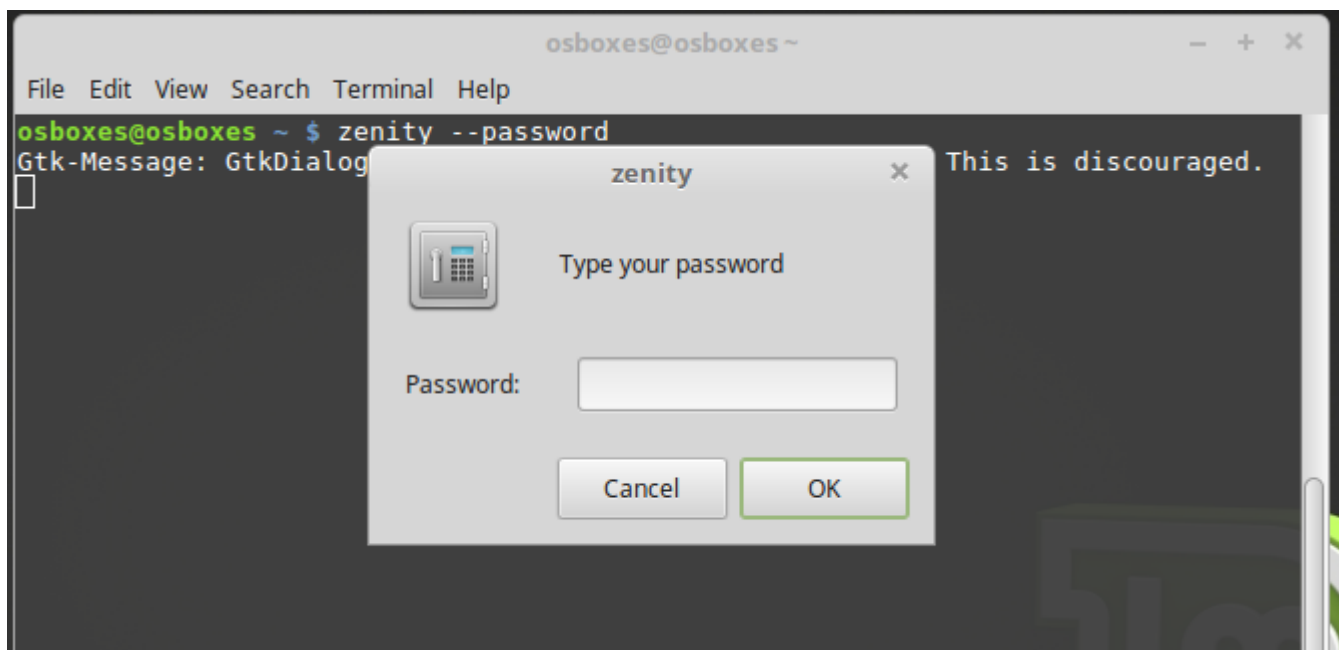 osboxes@osboxes ~
File Edit View Search Terminal Help
osboxes@osboxes ~ $ zenity --password
Gtk-Message: GtkDialog This is discouraged.
zenity
Type your password
Password:
Cancel OK